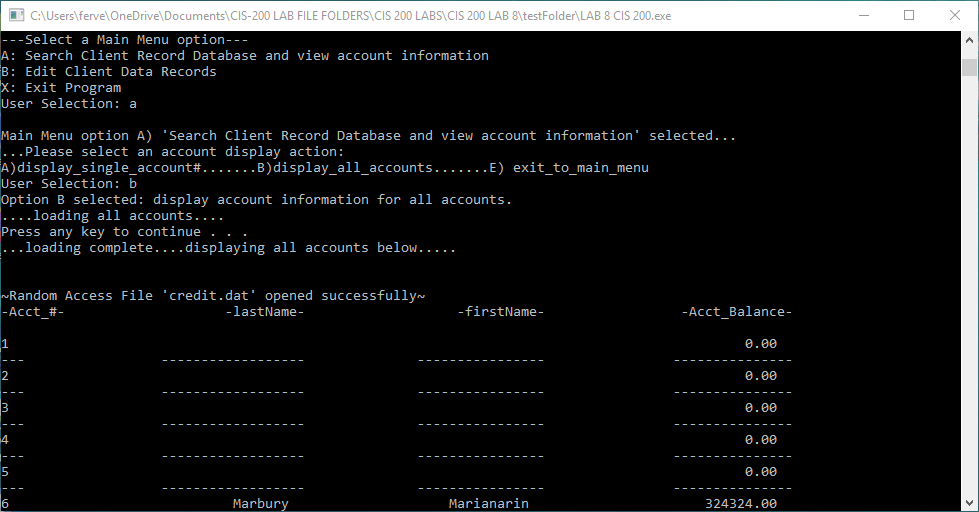 C:\Users\ferve\OneDrive\Documents\CIS-200 LAB FILE FOLDERS\CIS 200 LABS\CIS 200 LAB 8\testFolder\LAB 8 CIS 200.exe
---Select a Main Menu option---
A: Search Client Record Database and view account information
B: Edit Client Data Records
X: Exit Program
User Selection: a
Main Menu option A) 'Search Client Record Database and view account information' selected...
...Please select an account display action:
A)display_single_account#.......B)display_all_accounts.......E) exit_to_main_menu
User Selection: b
Option B selected: display account information for all accounts.
....loading all accounts....
Press any key to continue . . .
...loading complete....displaying all accounts below.....
~Random Access File 'credit.dat' opened successfully~
-Acct_#- -lastName- -firstName- -Acct_Balance-
1 0.00
--- ------------------ ---------------- ---------------
2 0.00
--- ------------------ ---------------- ---------------
3 0.00
--- ------------------ ---------------- ---------------
4 0.00
--- ------------------ ---------------- ---------------
5 0.00
--- ------------------ ---------------- ---------------
6 Marbury Marianarin 324324.00